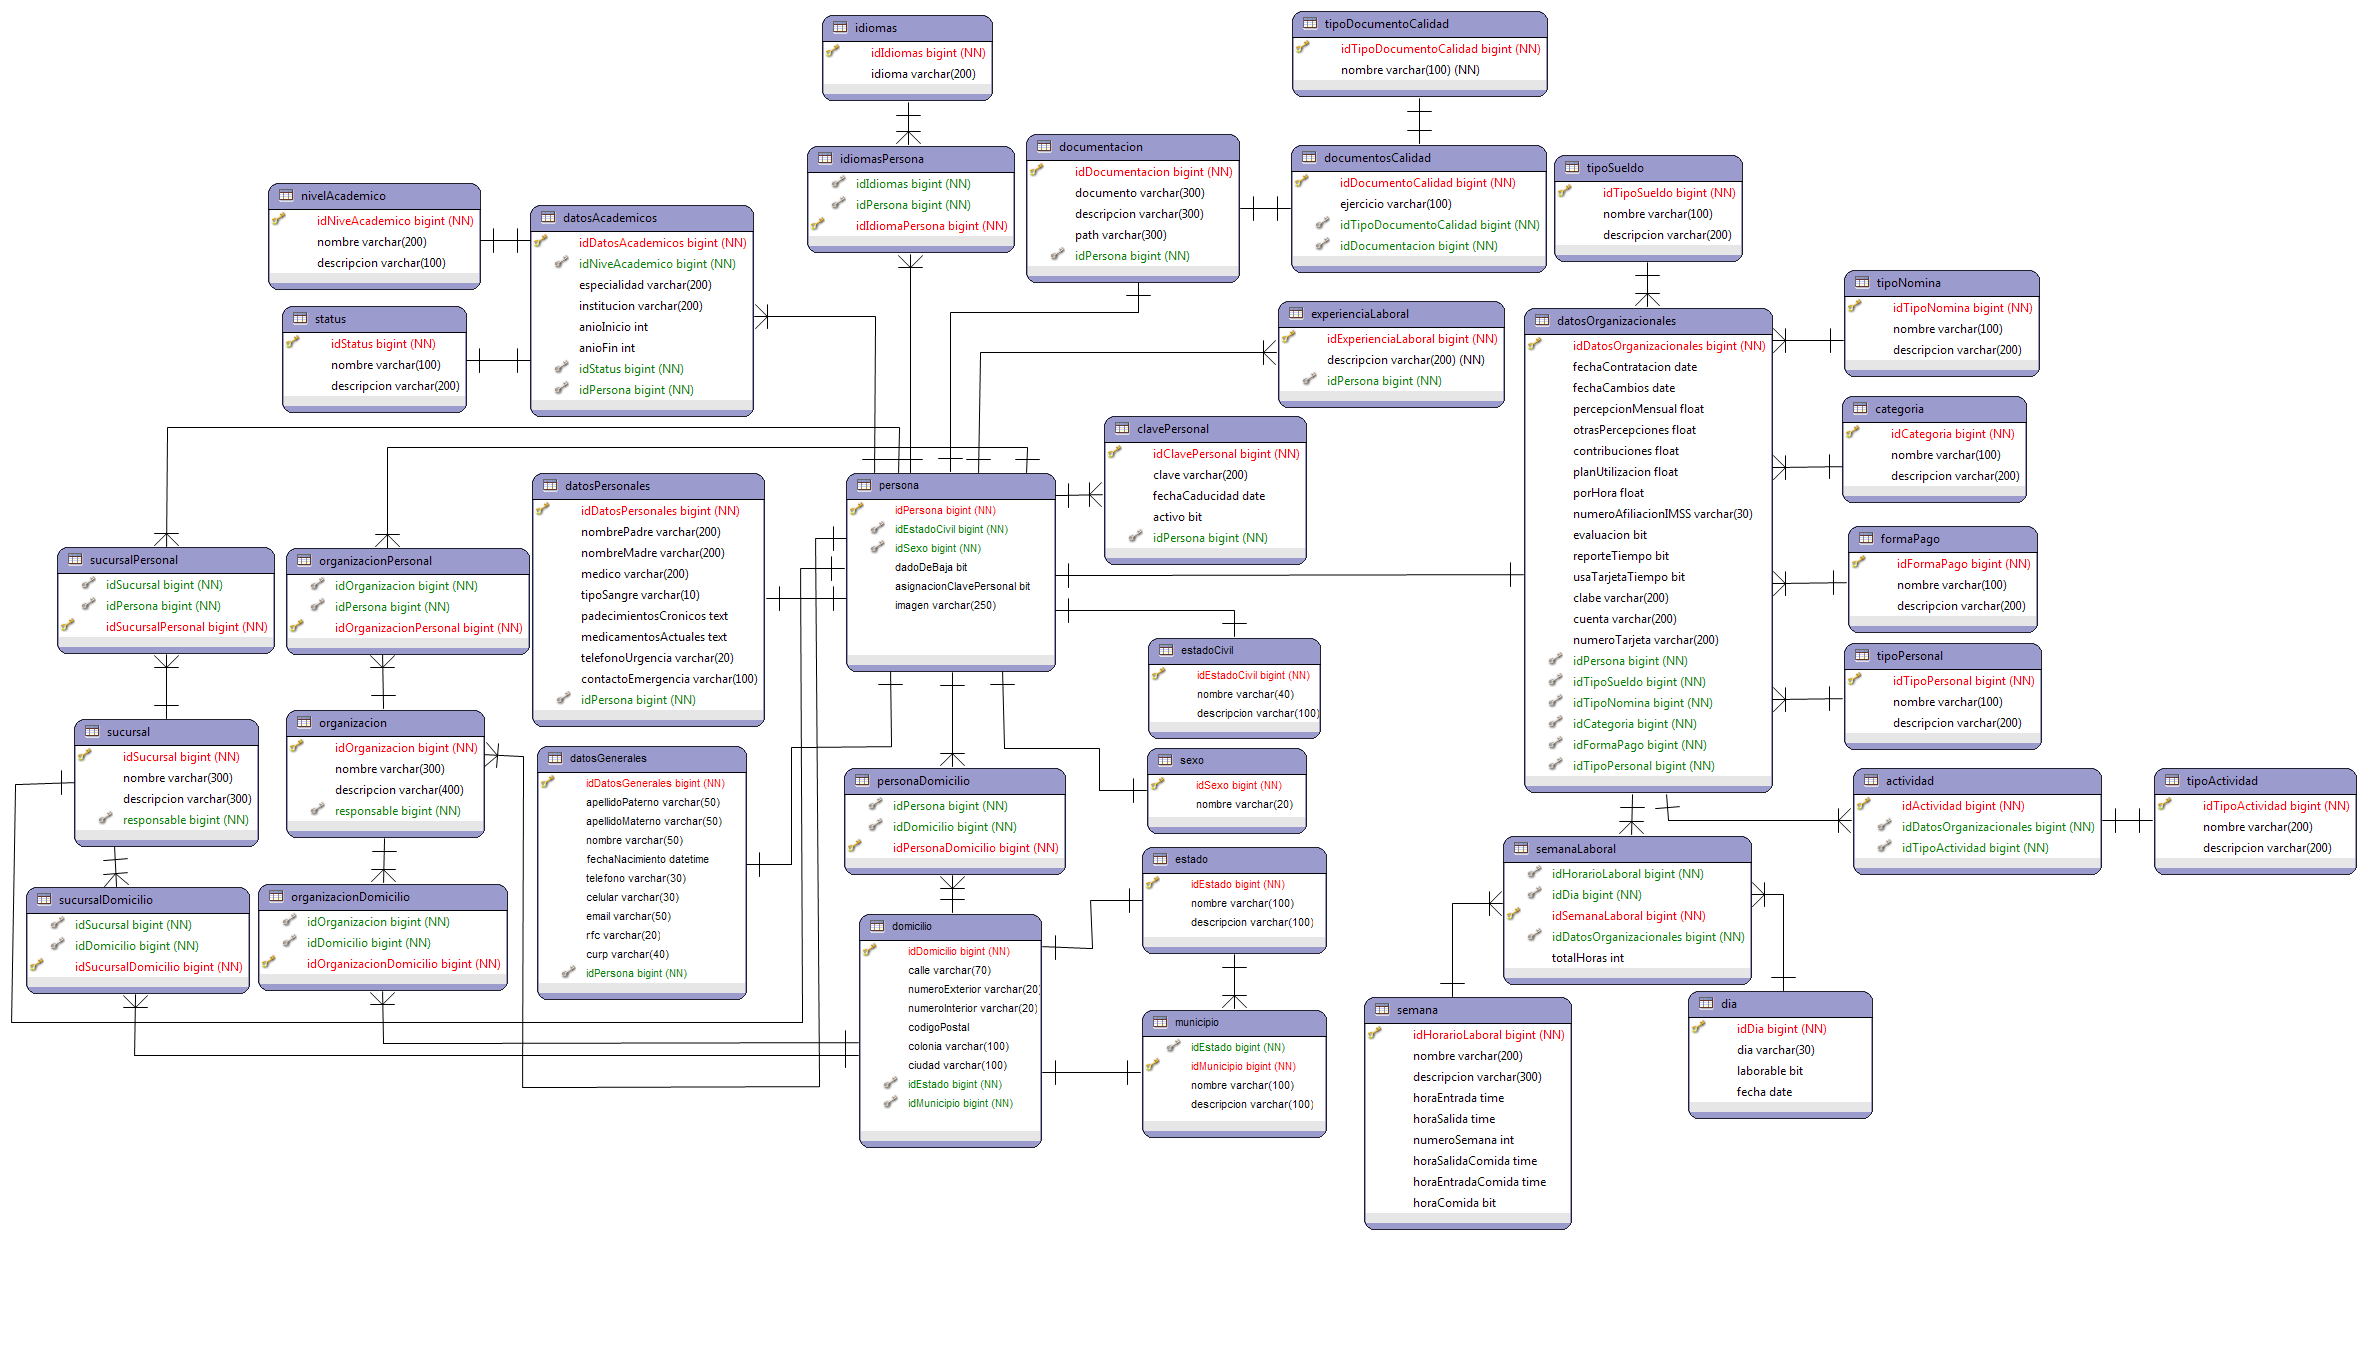 idiomas
idIdiomas bigint (NN)
idioma varchar(200)
tipoDocumentoCalidad
idTipoDocumentoCalidad bigint (NN)
nombre varchar(100) (NN)
idiomasPersona
idIdiomas bigint (NN)
idPersona bigint (NN)
idIdiomaPersona bigint (NN)
documentacion
idDocumentacion bigint (NN)
documento varchar(300)
descripcion varchar(300)
path varchar(300)
idPersona bigint (NN)
documentosCalidad
idDocumentoCalidad bigint (NN)
ejercicio varchar(100)
idTipoDocumentoCalidad bigint (NN)
idDocumentacion bigint (NN)
tipoSueldo
idTipoSueldo bigint (NN)
nombre varchar(100)
descripcion varchar(200)
nivelAcademico
idNiveAcademico bigint (NN)
nombre varchar(200)
descripcion varchar(100)
datosAcademicos
idDatosAcademicos bigint (NN)
idNiveAcademico bigint (NN)
especialidad varchar(200)
institucion varchar(200)
anioInicio int
anioFin int
idStatus bigint (NN)
idPersona bigint (NN)
status
idStatus bigint (NN)
nombre varchar(100)
descripcion varchar(200)
experienciaLaboral
idExperienciaLaboral bigint (NN)
descripcion varchar(200) (NN)
idPersona bigint (NN)
datosOrganizacionales
idDatosOrganizacionales bigint (NN)
fechaContratacion date
fechaCambios date
percepcionMensual float
otrasPercepciones float
contribuciones float
planUtilizacion float
porHora float
numeroAfiliacionIMSS varchar(30)
evaluacion bit
reporteTiempo bit
usaTarjetaTiempo bit
clabe varchar(200)
cuenta varchar(200)
numeroTarjeta varchar(200)
idPersona bigint (NN)
idTipoSueldo bigint (NN)
idTipoNomina bigint (NN)
idCategoria bigint (NN)
idFormaPago bigint (NN)
idTipoPersonal bigint (NN)
tipoNomina
idTipoNomina bigint (NN)
nombre varchar(100)
descripcion varchar(200)
categoria
idCategoria bigint (NN)
nombre varchar(100)
descripcion varchar(200)
formaPago
idFormaPago bigint (NN)
nombre varchar(100)
descripcion varchar(200)
tipoPersonal
idTipoPersonal bigint (NN)
nombre varchar(100)
descripcion varchar(200)
clavePersonal
idClavePersonal bigint (NN)
clave varchar(200)
fechaCaducidad date
activo bit
idPersona bigint (NN)
datosPersonales
idDatosPersonales bigint (NN)
nombrePadre varchar(200)
nombreMadre varchar(200)
medico varchar(200)
tipoSangre varchar(10)
padecimientosCronicos text
medicamentosActuales text
telefonoUrgencia varchar(20)
contactoEmergencia varchar(100)
idPersona bigint (NN)
persona
idPersona bigint (NN)
idEstadoCivil bigint (NN)
idSexo bigint (NN)
dadoDeBaja bit
asignacionClavePersonal bit
imagen varchar(250)
sucursalPersonal
idSucursal bigint (NN)
idPersona bigint (NN)
idSucursalPersonal bigint (NN)
organizacionPersonal
idOrganizacion bigint (NN)
idPersona bigint (NN)
idOrganizacionPersonal bigint (NN)
estadoCivil
idEstadoCivil bigint (NN)
nombre varchar(40)
descripcion varchar(100)
sucursal
idSucursal bigint (NN)
nombre varchar(300)
descripcion varchar(300)
responsable bigint (NN)
organizacion
idOrganizacion bigint (NN)
nombre varchar(300)
descripcion varchar(400)
responsable bigint (NN)
datosGenerales
idDatosGenerales bigint (NN)
apellidoPaterno varchar(50)
apellidoMaterno varchar(50)
nombre varchar(50)
fechaNacimiento datetime
telefono varchar(30)
celular varchar(30)
email varchar(50)
rfc varchar(20)
curp varchar(40)
idPersona bigint (NN)
personaDomicilio
idPersona bigint (NN)
idDomicilio bigint (NN)
idPersonaDomicilio bigint (NN)
sexo
idSexo bigint (NN)
nombre varchar(20)
actividad
idActividad bigint (NN)
idDatosOrganizacionales bigint (NN)
idTipoActividad bigint (NN)
tipoActividad
idTipoActividad bigint (NN)
nombre varchar(200)
descripcion varchar(200)
semanaLaboral
idHorarioLaboral bigint (NN)
idDia bigint (NN)
idSemanaLaboral bigint (NN)
idDatosOrganizacionales bigint (NN)
totalHoras int
estado
idEstado bigint (NN)
nombre varchar(100)
descripcion varchar(100)
sucursalDomicilio
idSucursal bigint (NN)
idDomicilio bigint (NN)
idSucursalDomicilio bigint (NN)
organizacionDomicilio
idOrganizacion bigint (NN)
idDomicilio bigint (NN)
idOrganizacionDomicilio bigint (NN)
domicilio
idDomicilio bigint (NN)
calle varchar(70)
numeroExterior varchar(20)
numeroInterior varchar(20)
codigoPostal
colonia varchar(100)
ciudad varchar(100)
idEstado bigint (NN)
idMunicipio bigint (NN)
municipio
idEstado bigint (NN)
idMunicipio bigint (NN)
nombre varchar(100)
descripcion varchar(100)
semana
idHorarioLaboral bigint (NN)
nombre varchar(200)
descripcion varchar(300)
horaEntrada time
horaSalida time
numeroSemana int
horaSalidaComida time
horaEntradaComida time
horaComida bit
dia
idDia bigint (NN)
dia varchar(30)
laborable bit
fecha date